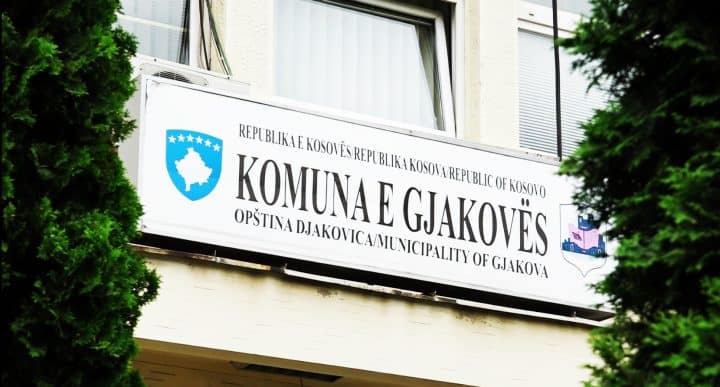 REPUBLIKA E KOSOVËS/REPUBLIKA KOSOVA/REPUBLIC OF KOSOVO
KOMUNA E GJAKOVËS
OPŠTINA DJAKOVICA/MUNICIPALITY OF GJAKOVA